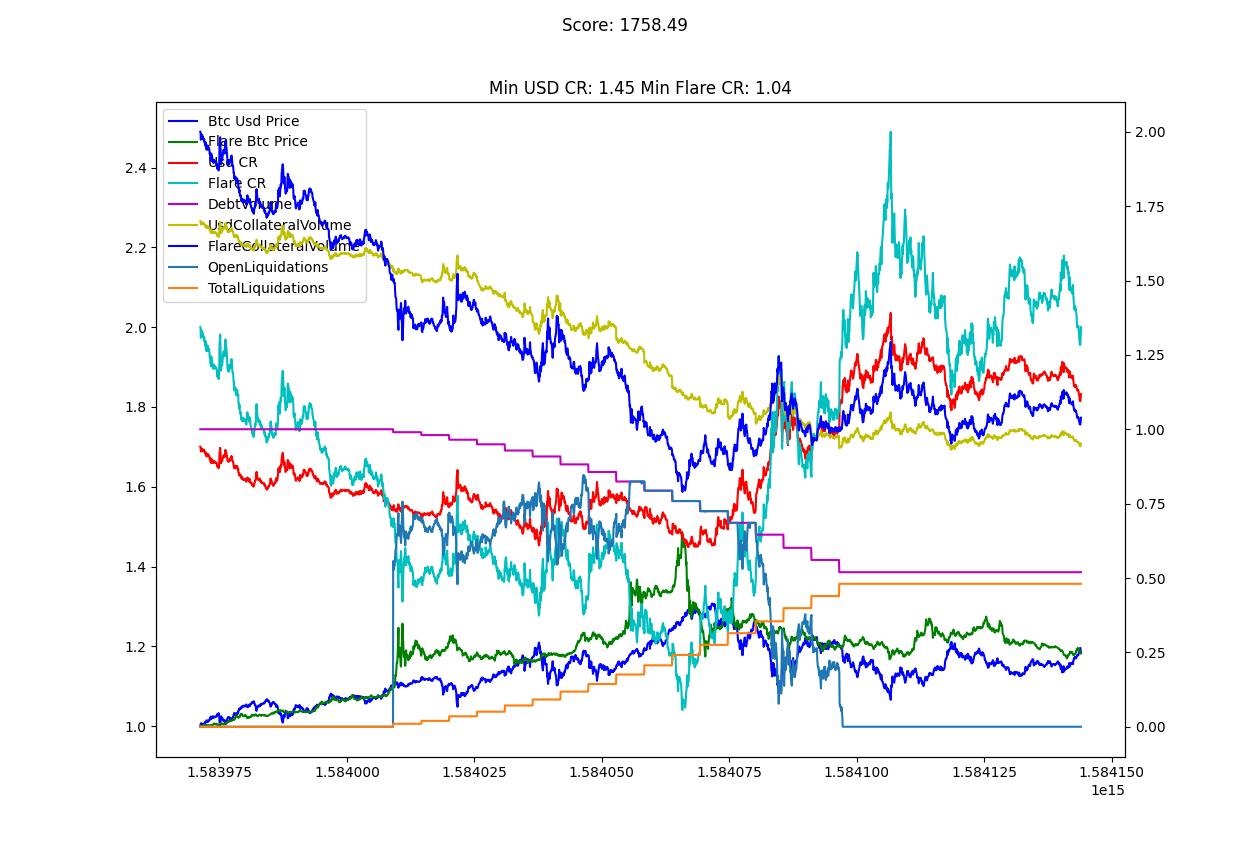 Score: 1758.49
Min USD CR: 1.45 Min Flare CR: 1.04
Btc Usd Price
Flare Btc Price
Usd CR
Flare CR
DebtVolume
UsdCollateralVolume
FlareCollateralVolume
OpenLiquidations
TotalLiquidations
2.4
2.2
2.0
1.8
1.6
1.4
1.2
1.0
2.00
1.75
1.50
1.25
1.00
0.75
0.50
0.25
0.00
1.583975 1.584000 1.584025 1.584050 1.584075 1.584100 1.584125 1.584150
1e15